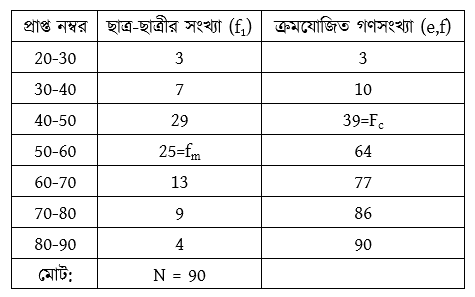 প্রাপ্ত নম্বর ছাত্র-ছাত্রীর সংখ্যা (f₁) ক্রমযোজিত গণসংখ্যা (e,f)
20-30 3 3
30-40 7 10
40-50 29 39=F꜀
50-60 25=fₘ 64
60-70 13 77
70-80 9 86
80-90 4 90
মোট: N = 90